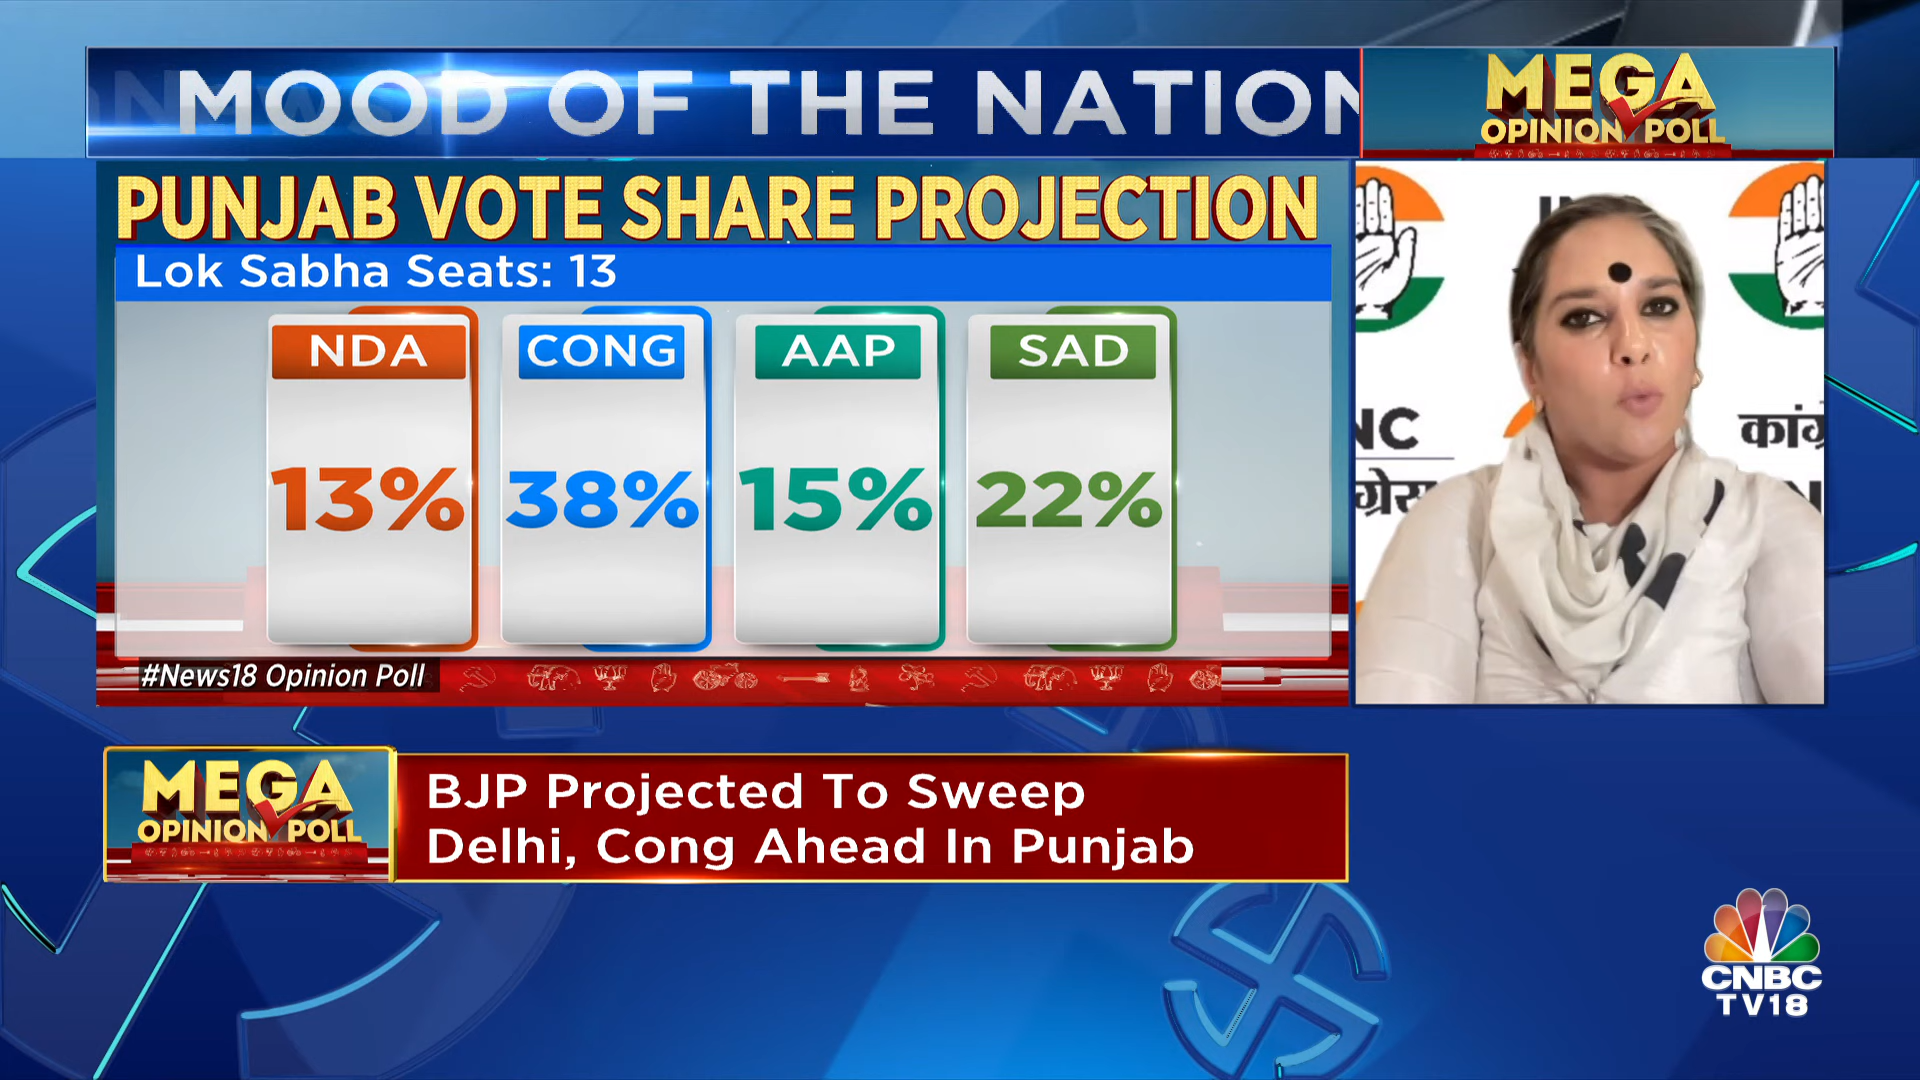 MOOD OF THE NATION
MEGA
OPINION POLL
PUNJAB VOTE SHARE PROJECTION
Lok Sabha Seats: 13
NDA
CONG
AAP
SAD
13%
38%
15%
22%
#News18 Opinion Poll
NC
MEGA
OPINION POLL
BJP Projected To Sweep
Delhi, Cong Ahead In Punjab
CNBC
TV18